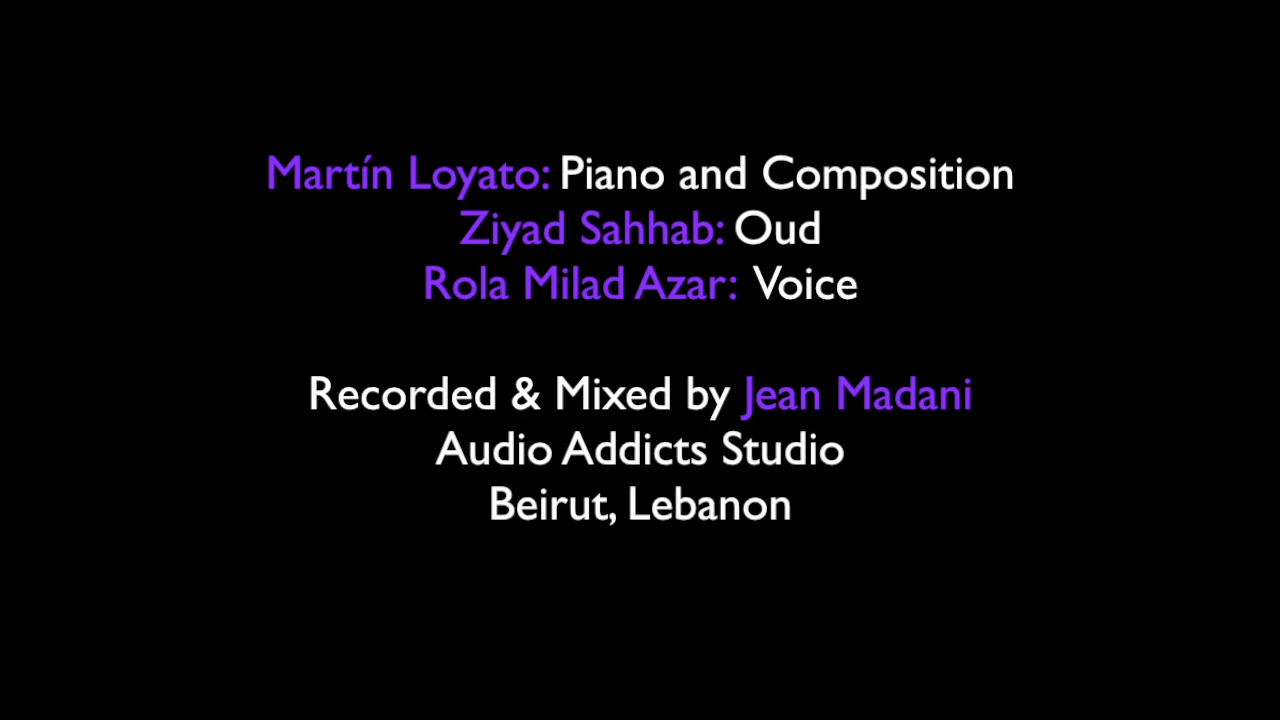 Martín Loyato: Piano and Composition
Ziyad Sahhab: Oud
Rola Milad Azar: Voice
Recorded & Mixed by Jean Madani
Audio Addicts Studio
Beirut, Lebanon